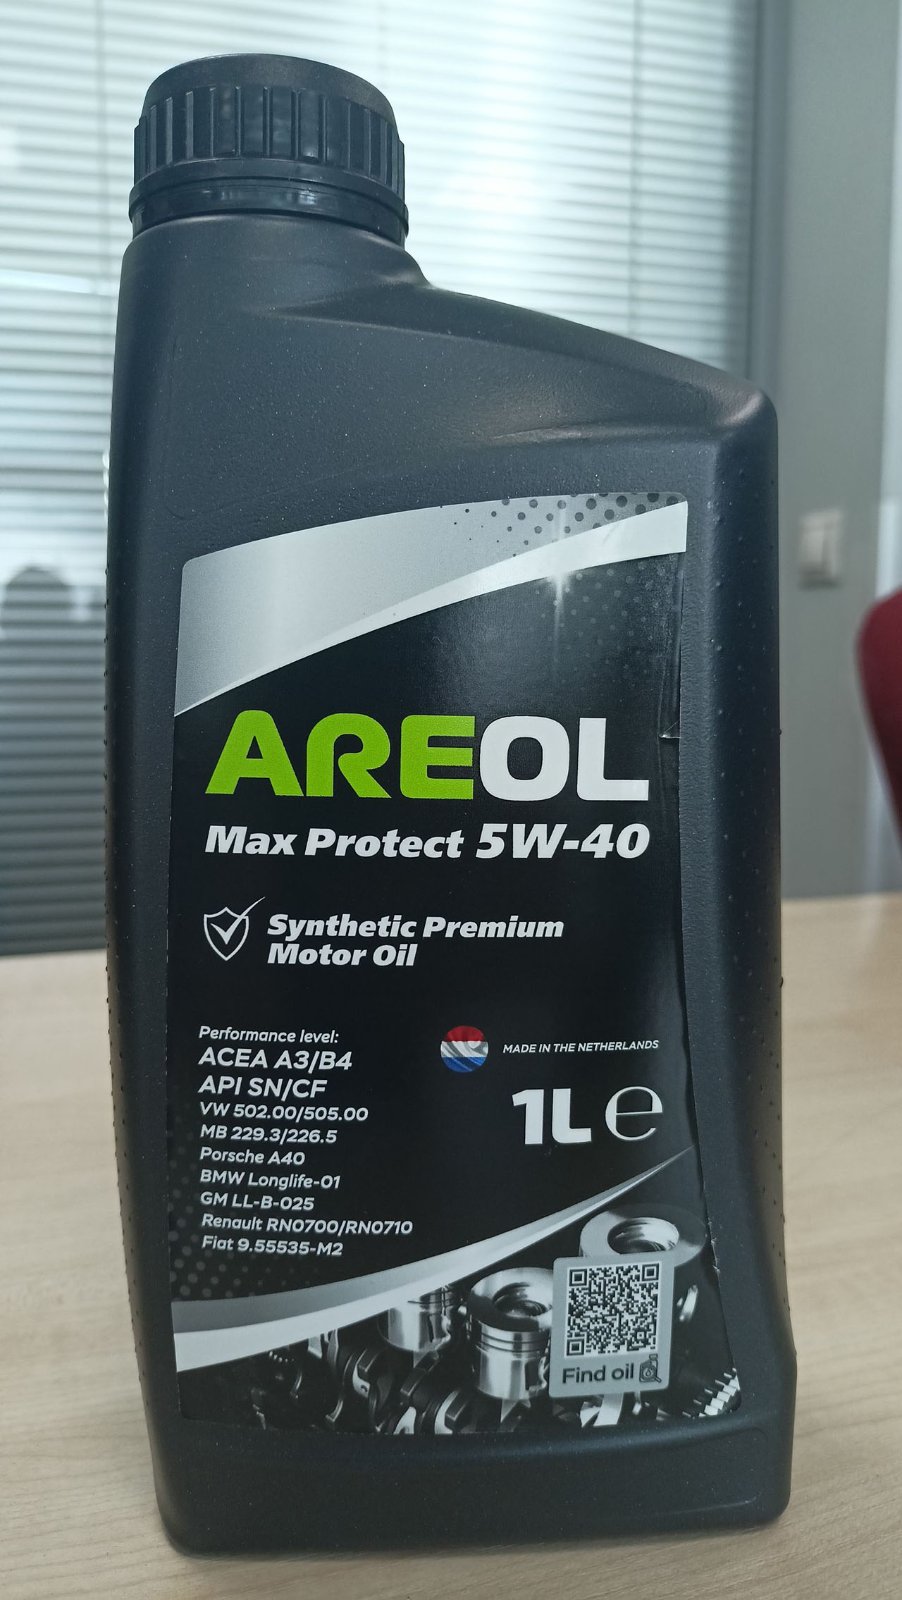 AREOL
Max Protect 5W-40
Synthetic Premium
Motor Oil
Performance level:
ACEA A3/B4
API SN/CF
VW 502.00/505.00
MB 229.3/226.5
Porsche A40
BMW Longlife-01
GM LL-B-025
Renault RN0700/RN0710
Fiat 9.55535-M2
MADE IN THE NETHERLANDS
1L e
Find oil